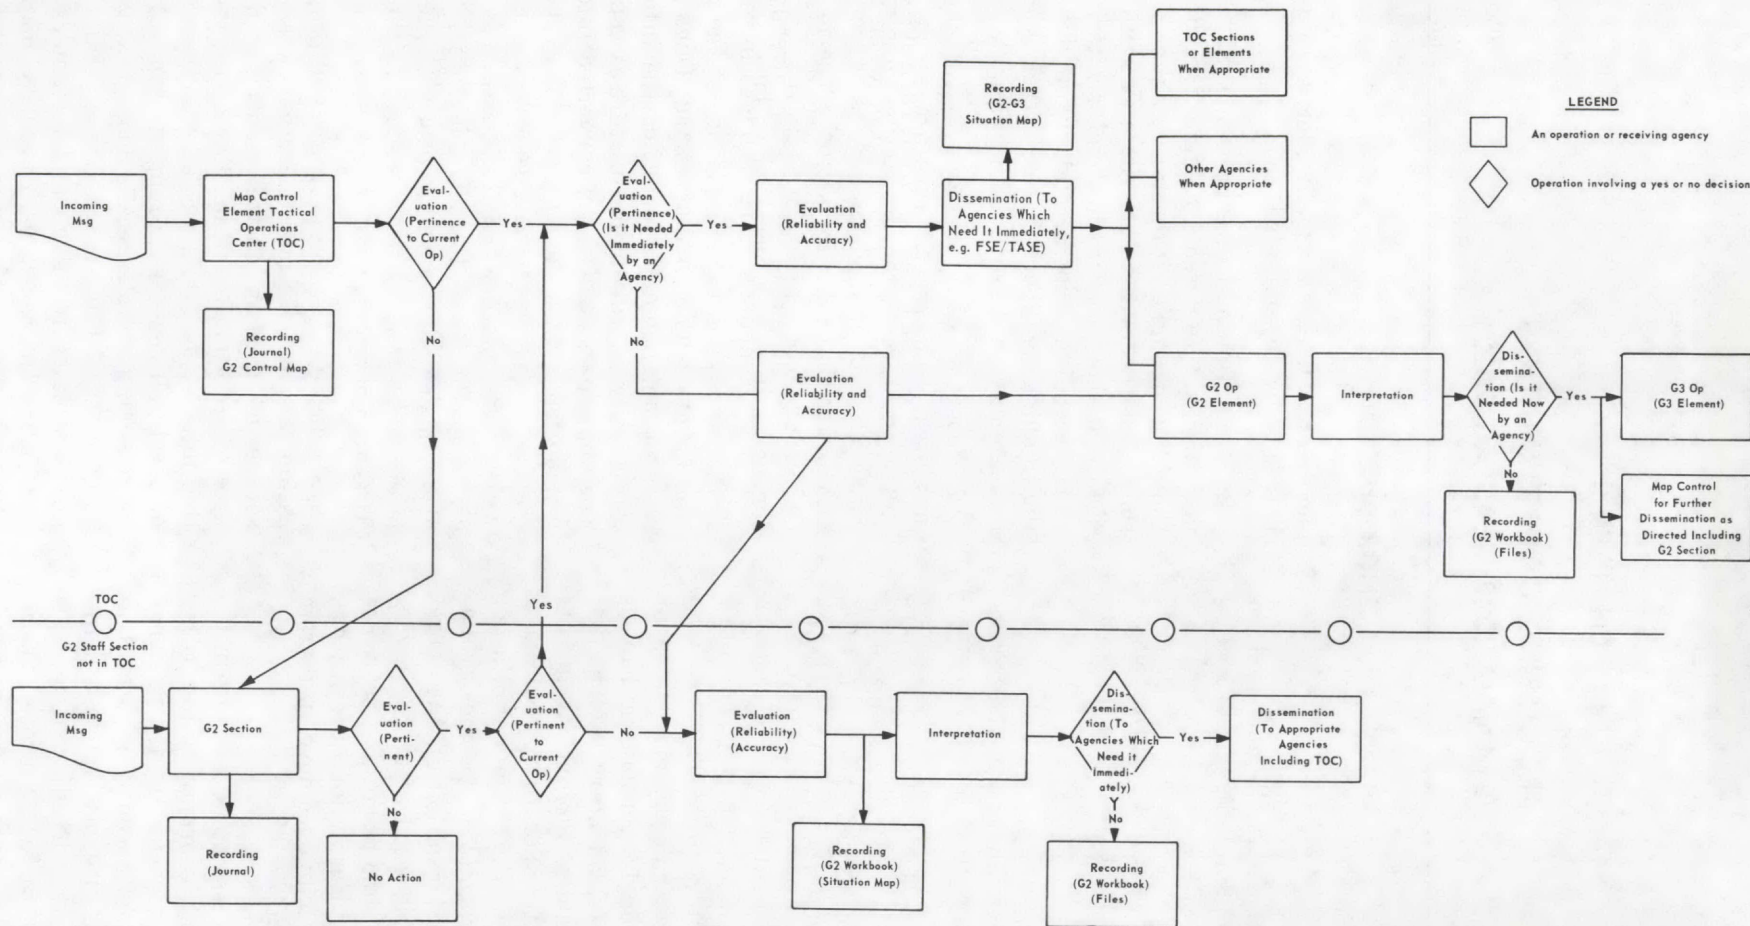 TOC Sections
or Elements
When Appropriate
Recording
(G2-G3
Situation Map)
LEGEND
An operation or receiving agency
Operation involving a yes or no decision
Other Agencies
When Appropriate
Incoming
Msg
Map Control
Element Tactical
Operations
Center (TOC)
Eval-
uation
(Pertinence
to Current
Op)
Yes
Eval-
uation
(Pertinence)
(Is it Needed
Immediately
by an
Agency)
Yes
Evaluation
(Reliability and
Accuracy)
Dissemination (To
Agencies Which
Need It Immediately,
e.g. FSE/TASE)
Recording
(Journal)
G2 Control Map
No
No
Evaluation
(Reliability and
Accuracy)
G2 Op
(G2 Element)
Interpretation
Dis-
semina-
tion (Is it
Needed Now
by an
Agency)
Yes
G3 Op
(G3 Element)
No
Recording
(G2 Workbook)
(Files)
Map Control
for Further
Dissemination as
Directed Including
G2 Section
TOC
G2 Staff Section
not in TOC
Yes
Incoming
Msg
G2 Section
Eval-
uation
(Perti-
nent)
Yes
Eval-
uation
(Pertinent
to
Current
Op)
No
Evaluation
(Reliability)
(Accuracy)
Interpretation
Dis-
semina-
tion (To
Agencies Which
Need it
Immedi-
ately)
Yes
Dissemination
(To Appropriate
Agencies
Including TOC)
Recording
(Journal)
No
No Action
Recording
(G2 Workbook)
(Situation Map)
No
Recording
(G2 Workbook)
(Files)